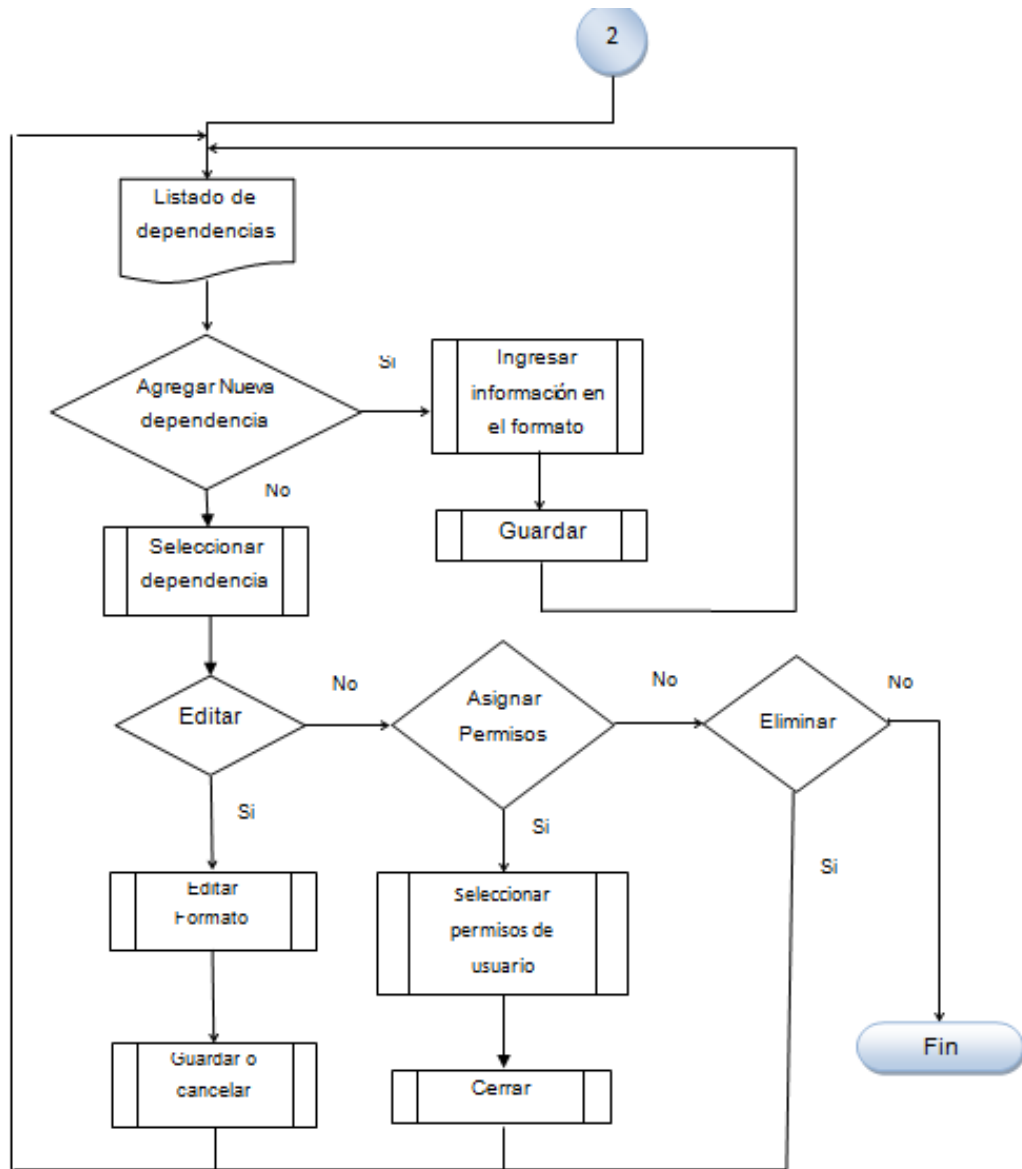 2
Listado de
dependencias
Agregar Nueva
dependencia
Si
Ingresar
información en
el formato
No
Guardar
Seleccionar
dependencia
Editar
No
Asignar
Permisos
No
Eliminar
No
Si
Si
Si
Editar
Formato
Seleccionar
permisos de
usuario
Guardar o
cancelar
Cerrar
Fin